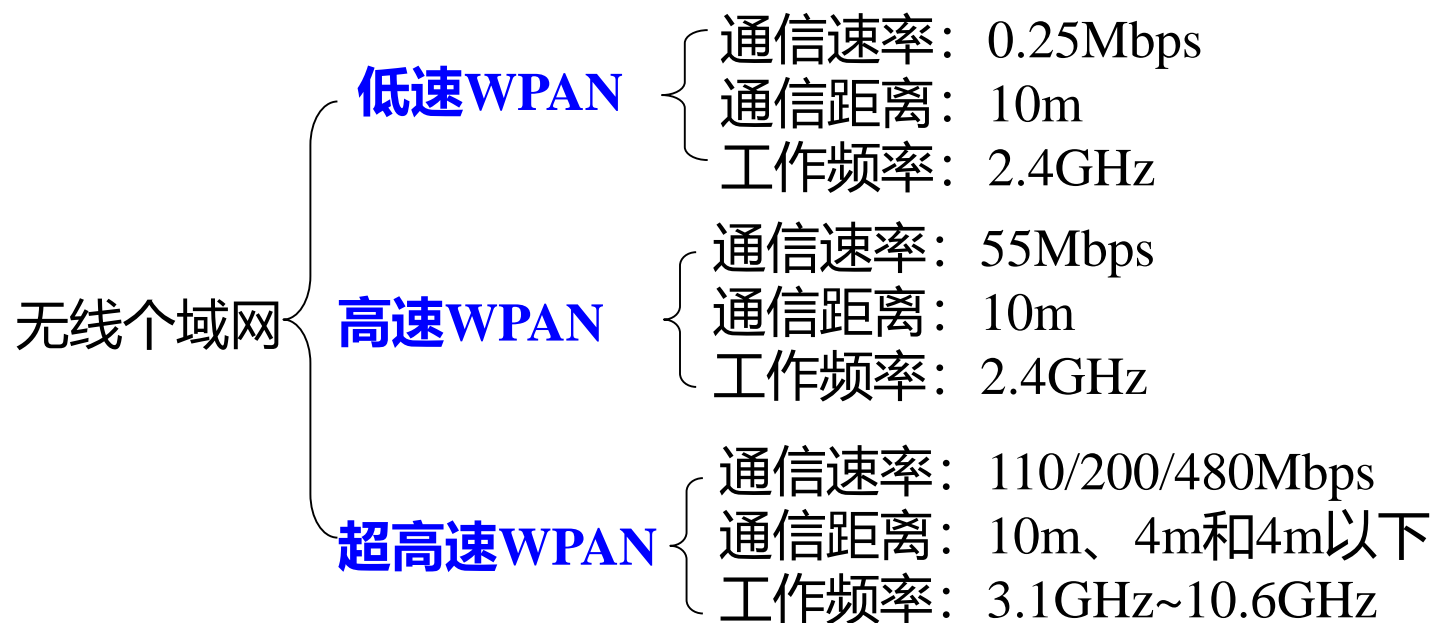 无线个域网
低速WPAN
通信速率：0.25Mbps
通信距离：10m
工作频率：2.4GHz
高速WPAN
通信速率：55Mbps
通信距离：10m
工作频率：2.4GHz
超高速WPAN
通信速率：110/200/480Mbps
通信距离：10m、4m和4m以下
工作频率：3.1GHz~10.6GHz